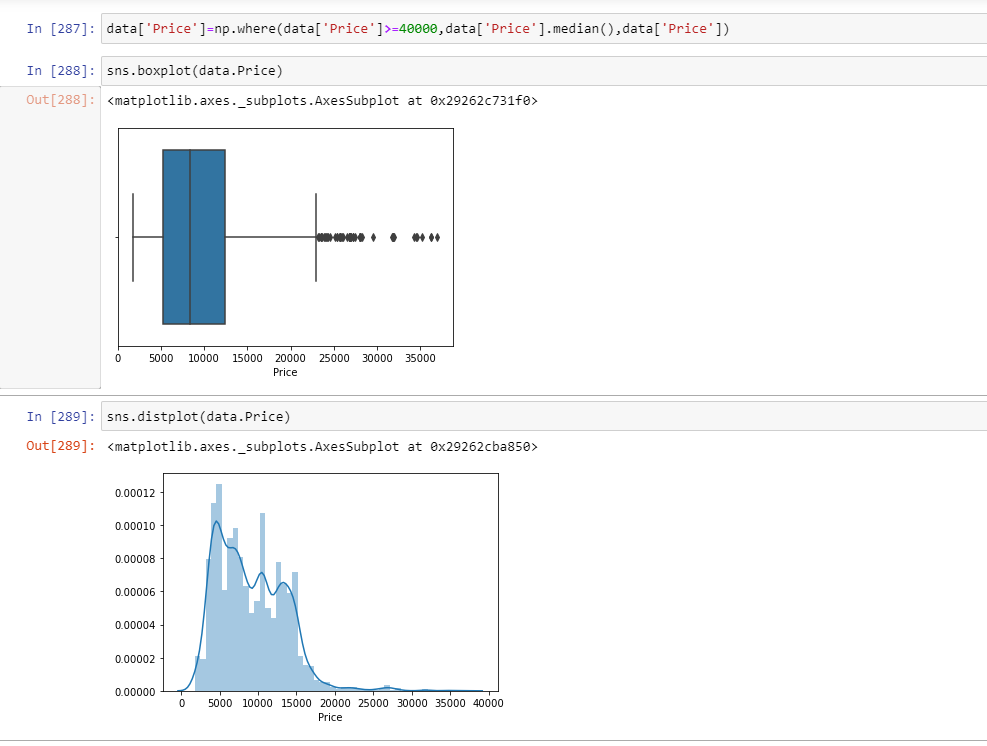 In [287]: data['Price']=np.where(data['Price']>=40000,data['Price'].median(),data['Price'])
In [288]: sns.boxplot(data.Price)
Out[288]: <matplotlib.axes._subplots.AxesSubplot at 0x29262c731f0>
0 5000 10000 15000 20000 25000 30000 35000
Price
In [289]: sns.distplot(data.Price)
Out[289]: <matplotlib.axes._subplots.AxesSubplot at 0x29262cba850>
0.00012
0.00010
0.00008
0.00006
0.00004
0.00002
0.00000
0 5000 10000 15000 20000 25000 30000 35000 40000
Price